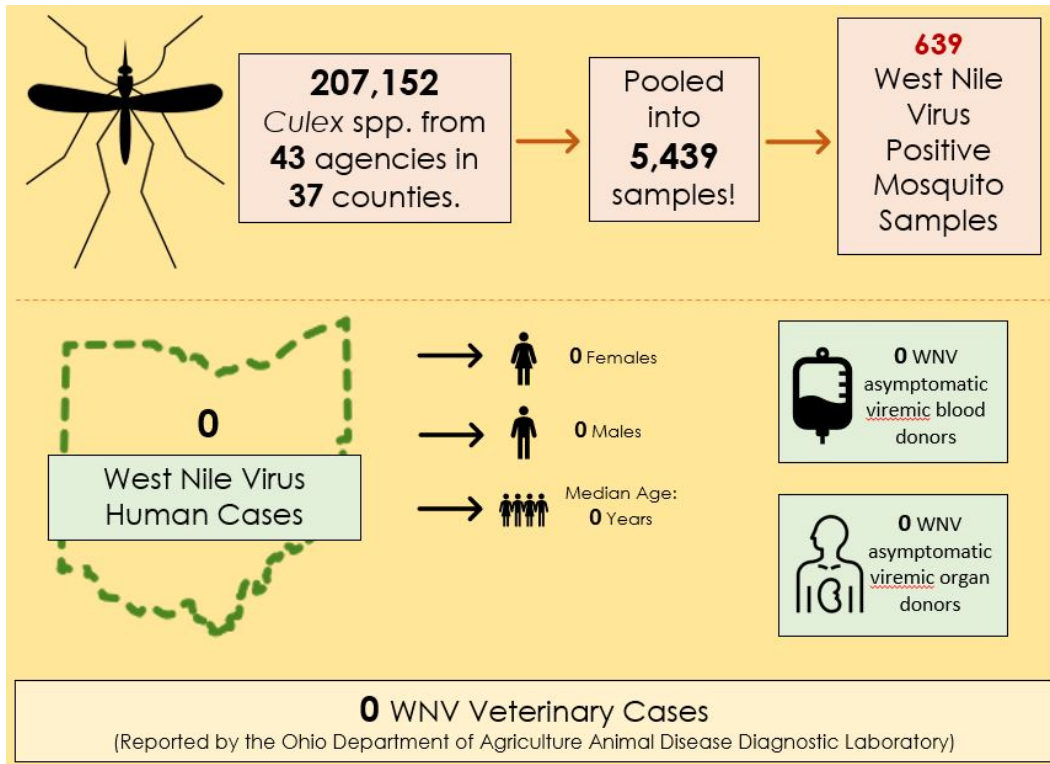 207,152
Culex spp. from
43 agencies in
37 counties.
Pooled
into
5,439
samples!
639
West Nile
Virus
Positive
Mosquito
Samples
0
West Nile Virus
Human Cases
0 Females
0 Males
Median Age:
0 Years
0 WNV
asymptomatic
viremic blood
donors
0 WNV
asymptomatic
viremic organ
donors
0 WNV Veterinary Cases
(Reported by the Ohio Department of Agriculture Animal Disease Diagnostic Laboratory)